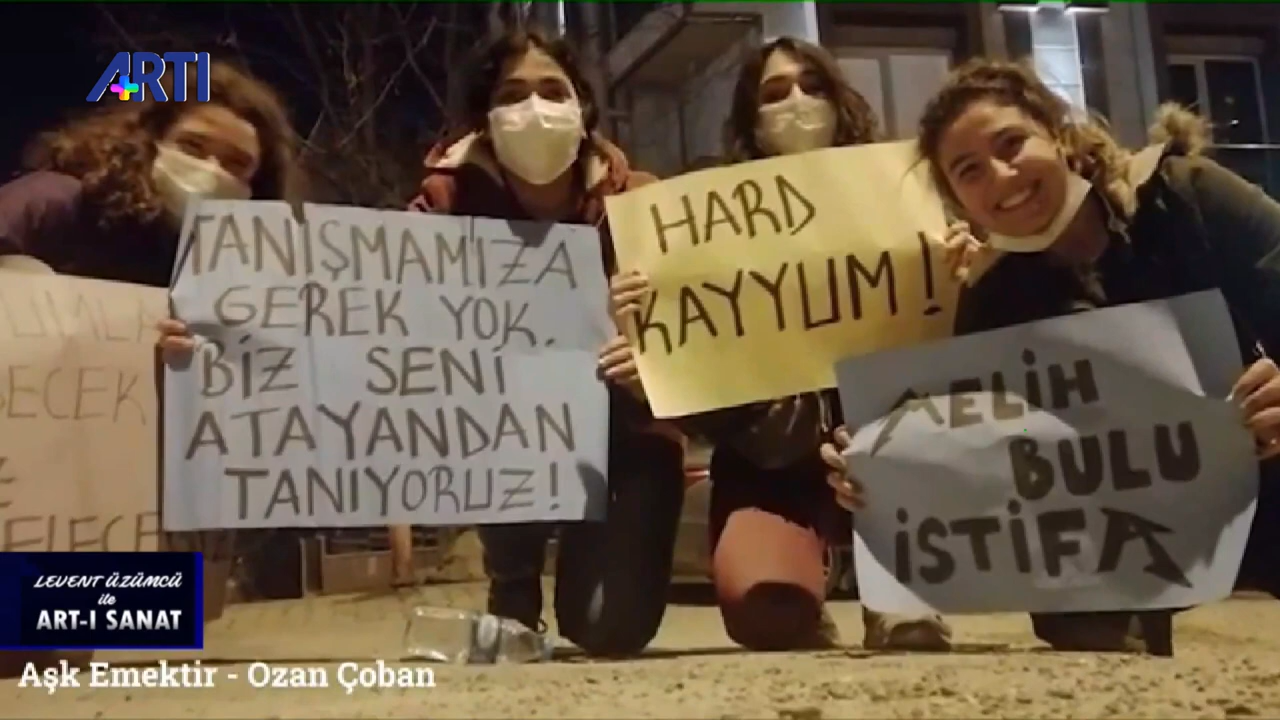 ARTI
TANIŞMAMIZA
GEREK YOK.
BİZ SENİ
ATAYANDAN
TANIYORUZ!
HARD
KAYYUM!
MELİH
BULU
İSTİFA
LEVENT ÜZÜMCÜ
ile
ART-I SANAT
Aşk Emektir - Ozan Çoban